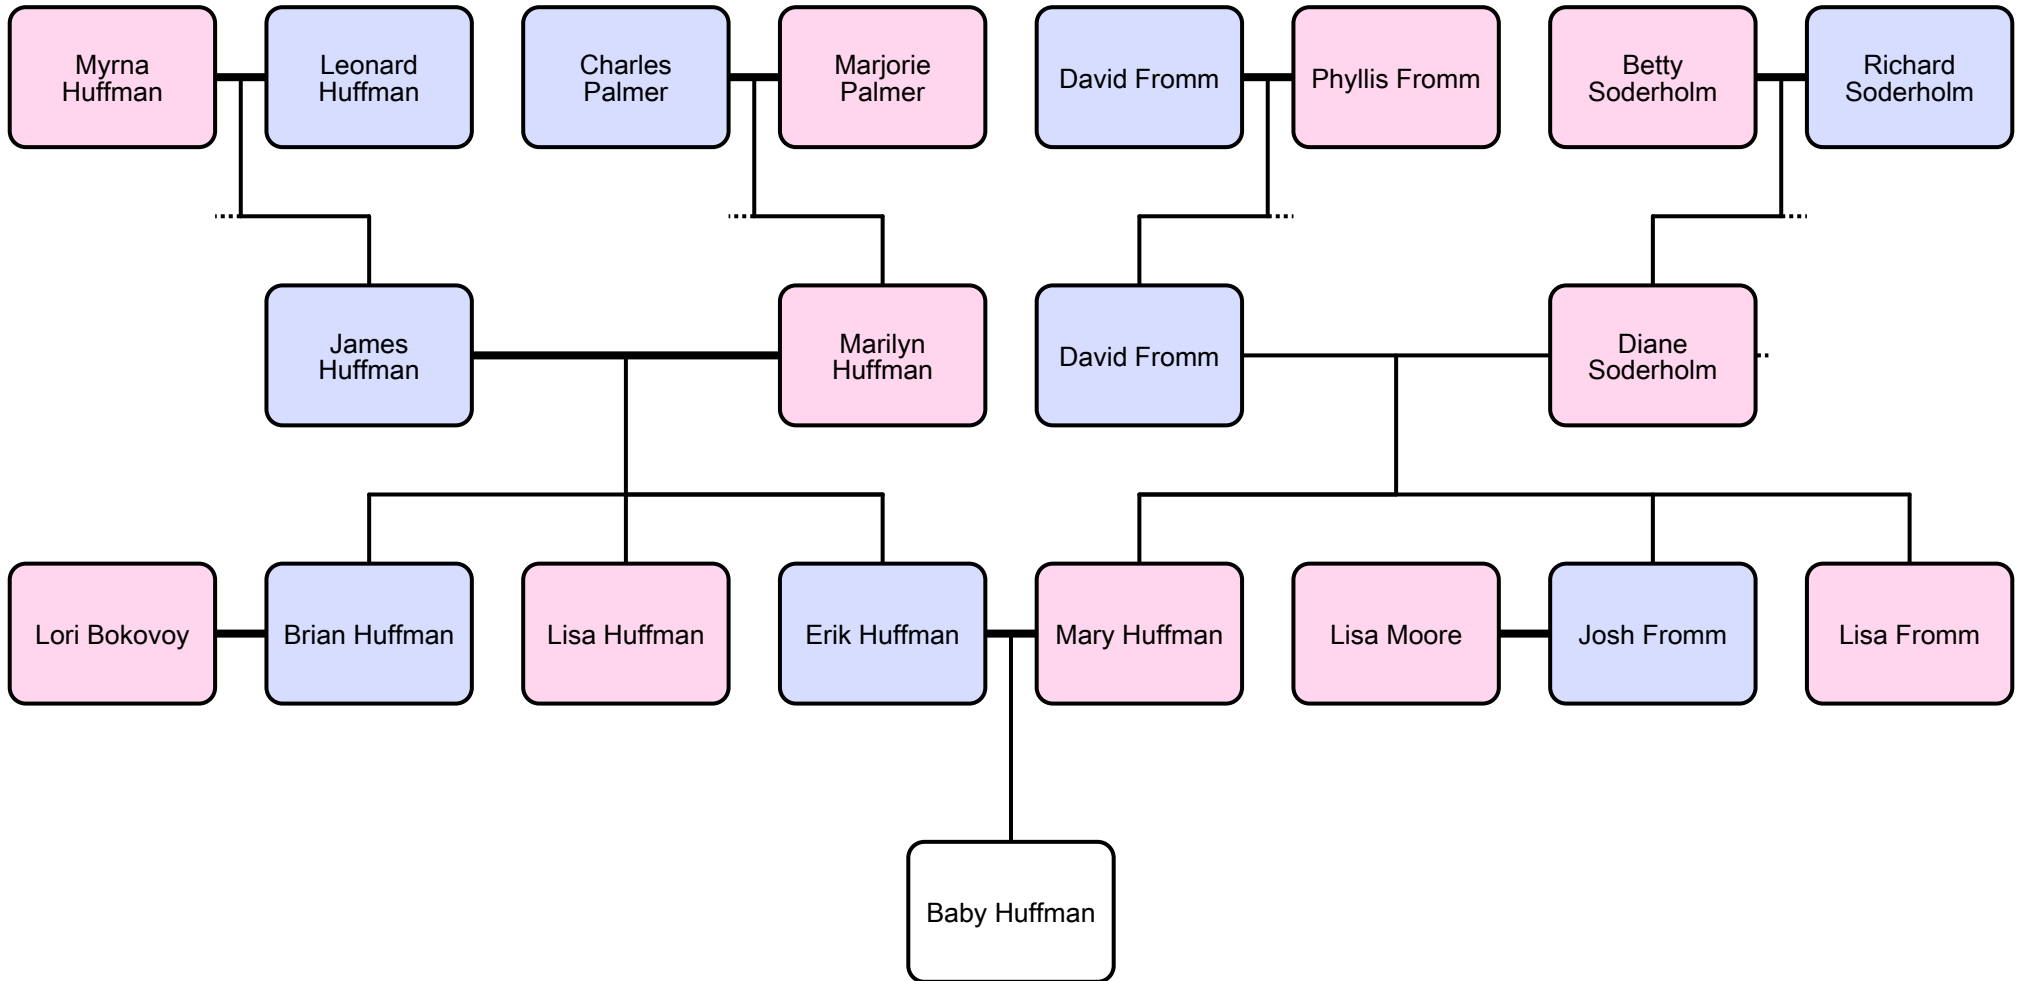 Myrna
Huffman
Leonard
Huffman
Charles
Palmer
Marjorie
Palmer
David Fromm
Phyllis Fromm
Betty
Soderholm
Richard
Soderholm
James
Huffman
Marilyn
Huffman
David Fromm
Diane
Soderholm
Lori Bokovoy
Brian Huffman
Lisa Huffman
Erik Huffman
Mary Huffman
Lisa Moore
Josh Fromm
Lisa Fromm
Baby Huffman